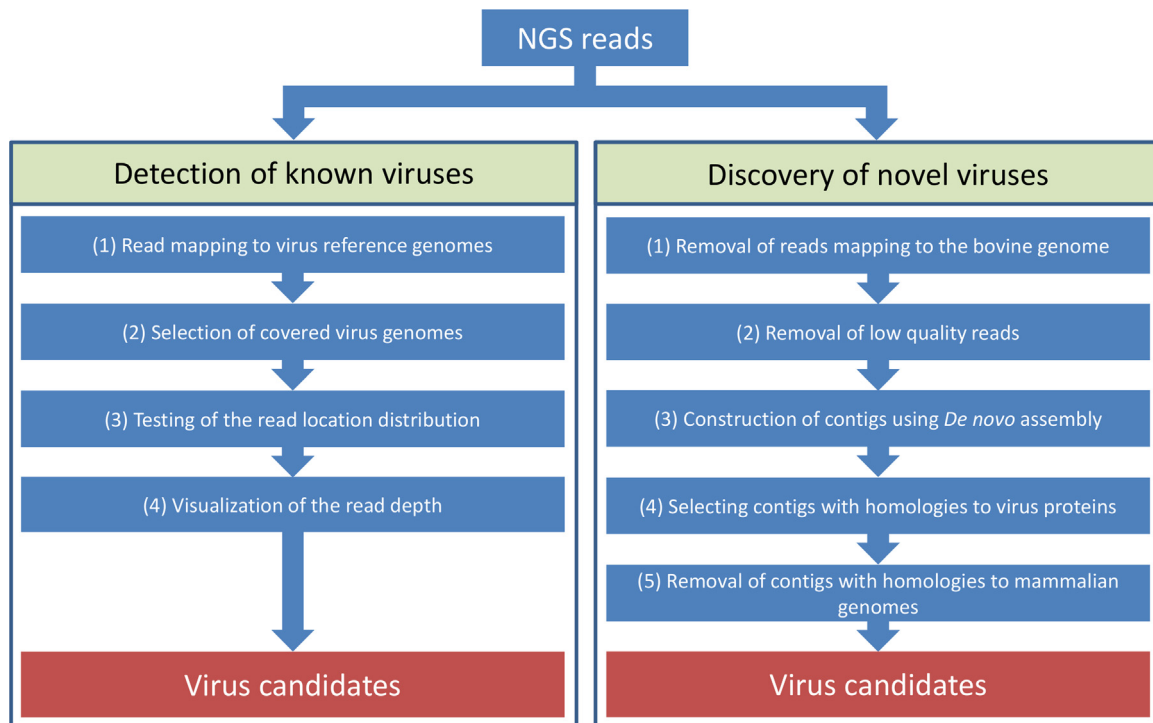 NGS reads
Detection of known viruses
(1) Read mapping to virus reference genomes
(2) Selection of covered virus genomes
(3) Testing of the read location distribution
(4) Visualization of the read depth
Virus candidates
Discovery of novel viruses
(1) Removal of reads mapping to the bovine genome
(2) Removal of low quality reads
(3) Construction of contigs using De novo assembly
(4) Selecting contigs with homologies to virus proteins
(5) Removal of contigs with homologies to mammalian
genomes
Virus candidates